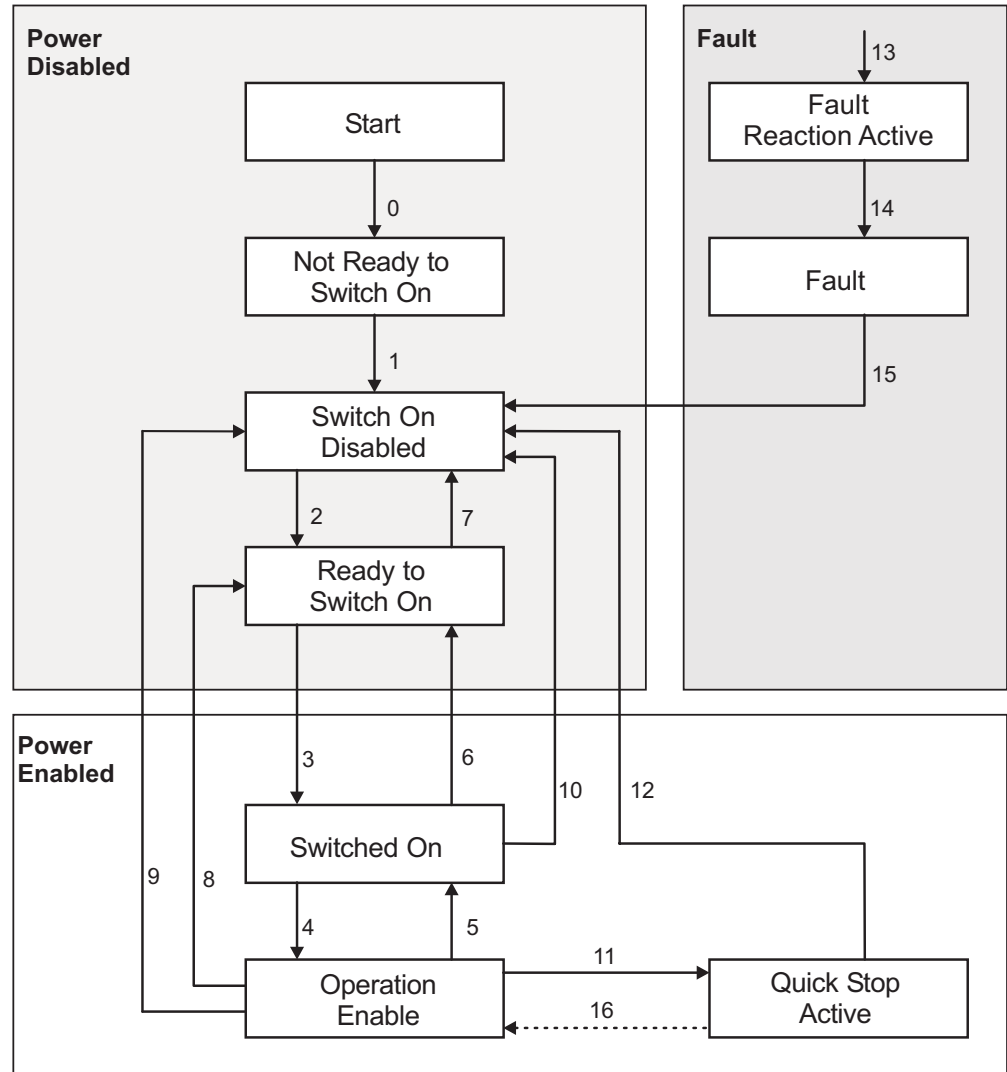 Power
Disabled
Start
0
Not Ready to
Switch On
1
Switch On
Disabled
2
7
Ready to
Switch On
Fault
13
Fault
Reaction Active
14
Fault
15
Power
Enabled
3
6
10
12
Switched On
9
8
4
5
11
Operation
Enable
16
Quick Stop
Active